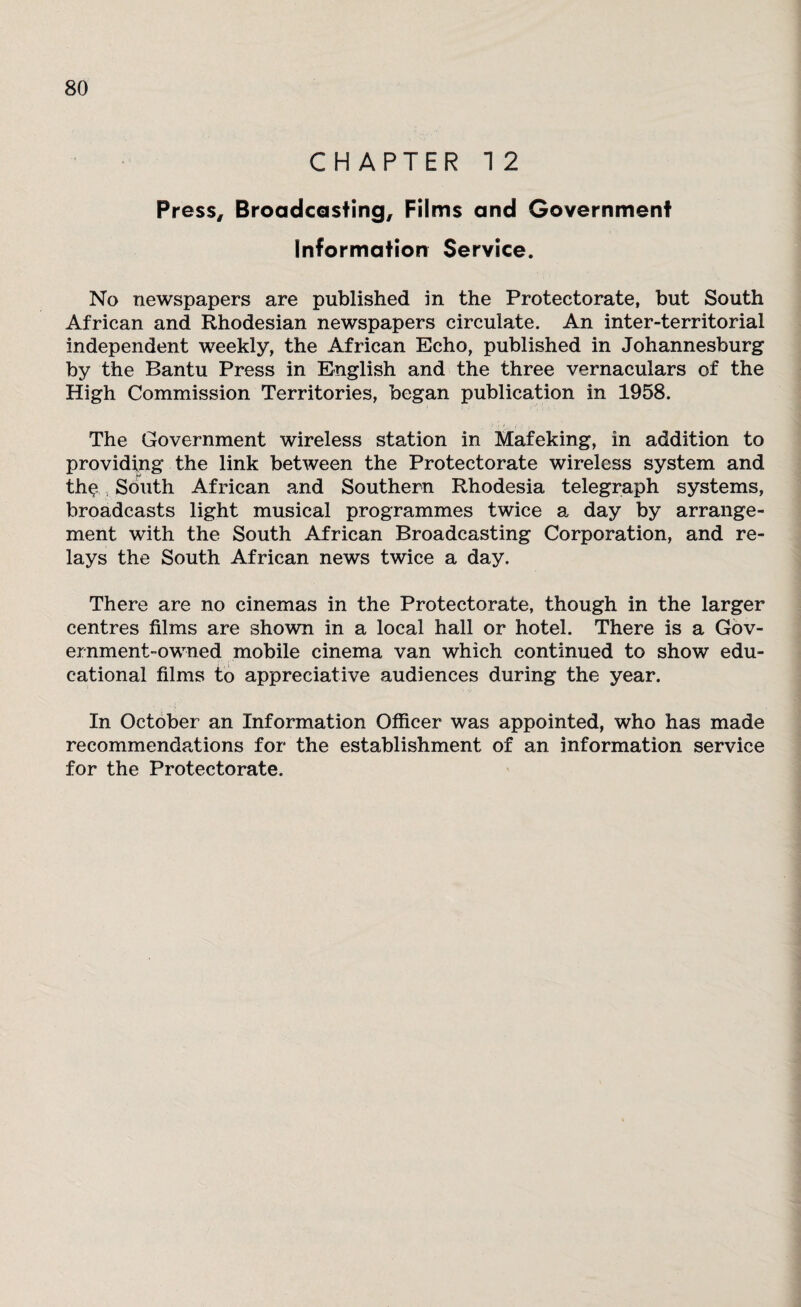 80
CHAPTER 12
Press, Broadcasting, Films and Government
Information Service.
No newspapers are published in the Protectorate, but South
African and Rhodesian newspapers circulate. An inter-territorial
independent weekly, the African Echo, published in Johannesburg
by the Bantu Press in English and the three vernaculars of the
High Commission Territories, began publication in 1958.
The Government wireless station in Mafeking, in addition to
providing the link between the Protectorate wireless system and
the South African and Southern Rhodesia telegraph systems,
broadcasts light musical programmes twice a day by arrange-
ment with the South African Broadcasting Corporation, and re-
lays the South African news twice a day.
There are no cinemas in the Protectorate, though in the larger
centres films are shown in a local hall or hotel. There is a Gov-
ernment-owned mobile cinema van which continued to show edu-
cational films to appreciative audiences during the year.
In October an Information Officer was appointed, who has made
recommendations for the establishment of an information service
for the Protectorate.